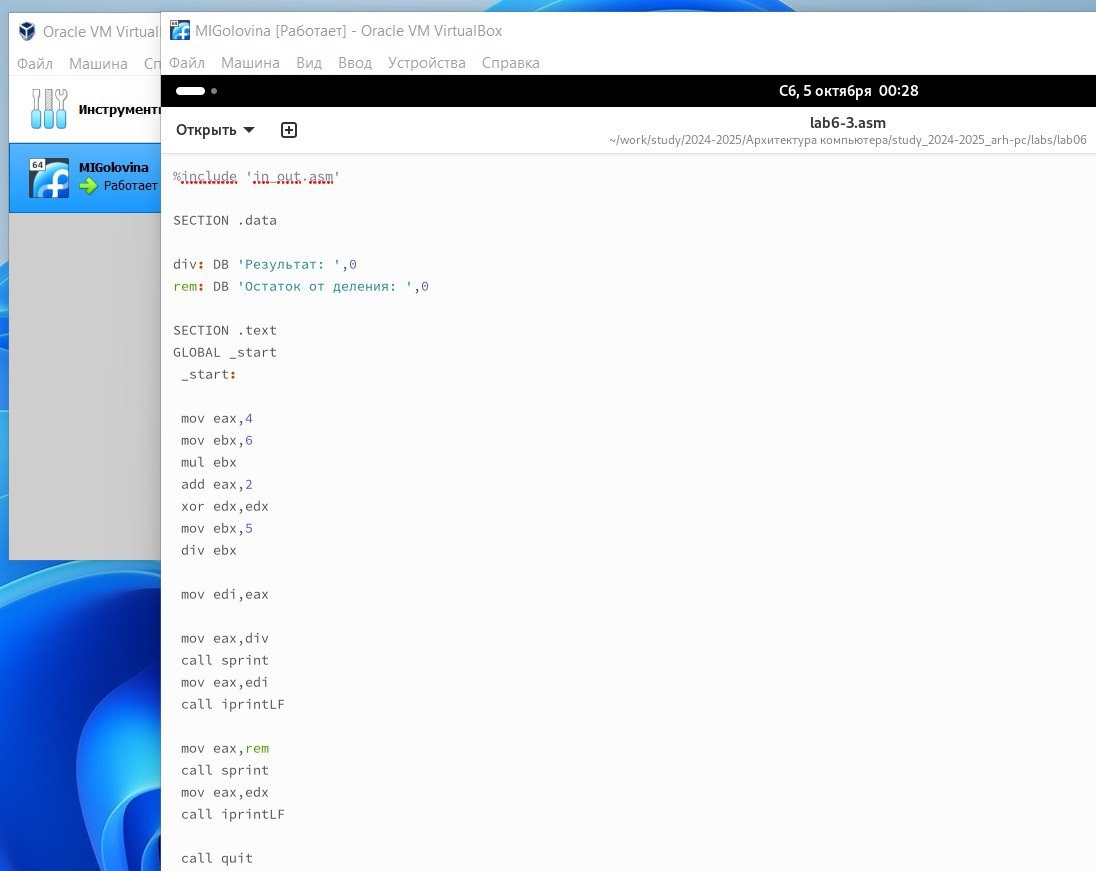 Oracle VM Virtual
Файл Машина Сп
Инструменты
64
MIGolovina
Работает
MIGolovina [Работает] - Oracle VM VirtualBox
Файл Машина Вид Ввод Устройства Справка
Сб, 5 октября 00:28
Открыть
lab6-3.asm
~/work/study/2024-2025/Архитектура компьютера/study_2024-2025_arh-pc/labs/lab06
%include 'in_out.asm'
SECTION .data
div: DB 'Результат: ',0
rem: DB 'Остаток от деления: ',0
SECTION .text
GLOBAL _start
_start:
mov eax,4
mov ebx,6
mul ebx
add eax,2
xor edx,edx
mov ebx,5
div ebx
mov edi,eax
mov eax,div
call sprint
mov eax,edi
call iprintLF
mov eax,rem
call sprint
mov eax,edx
call iprintLF
call quit